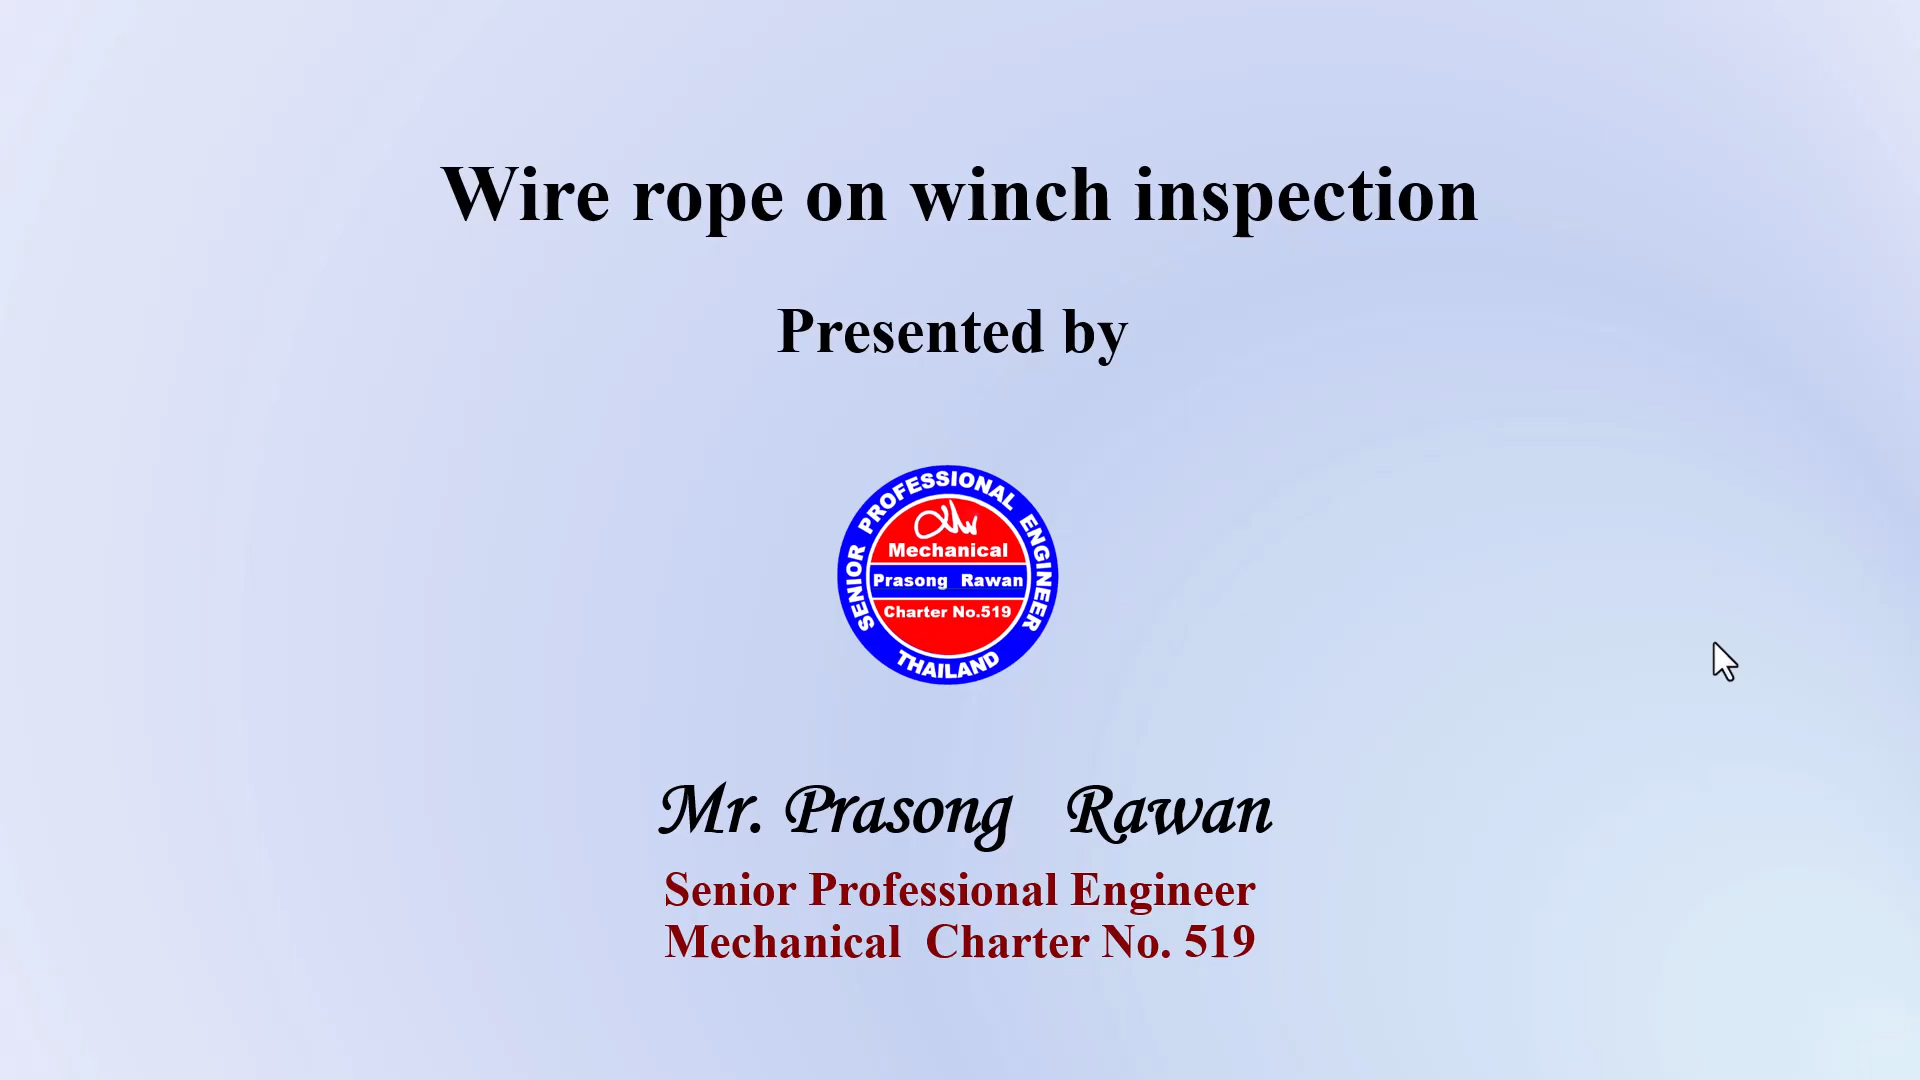 Wire rope on winch inspection
Presented by
SENIOR PROFESSIONAL ENGINEER
Mechanical
Prasong Rawan
Charter No.519
THAILAND
Mr. Prasong Rawan
Senior Professional Engineer
Mechanical Charter No. 519